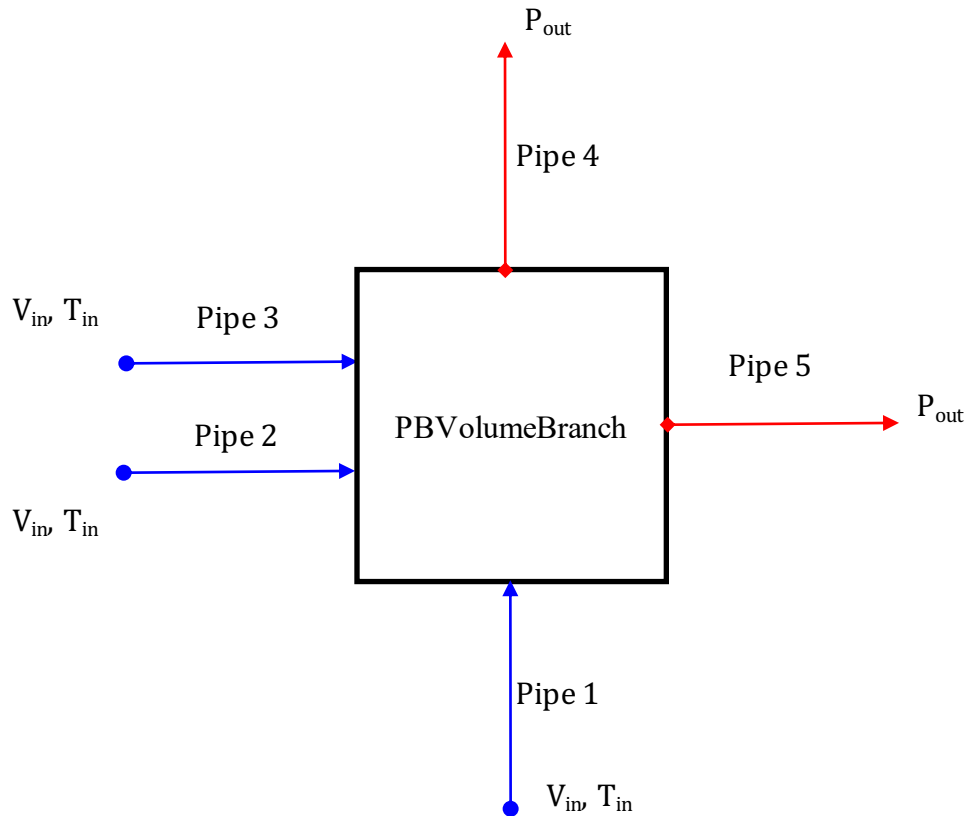 P_out
Pipe 4
V_in, T_in
Pipe 3
Pipe 5
P_out
PBVolumeBranch
Pipe 2
V_in, T_in
Pipe 1
V_in, T_in